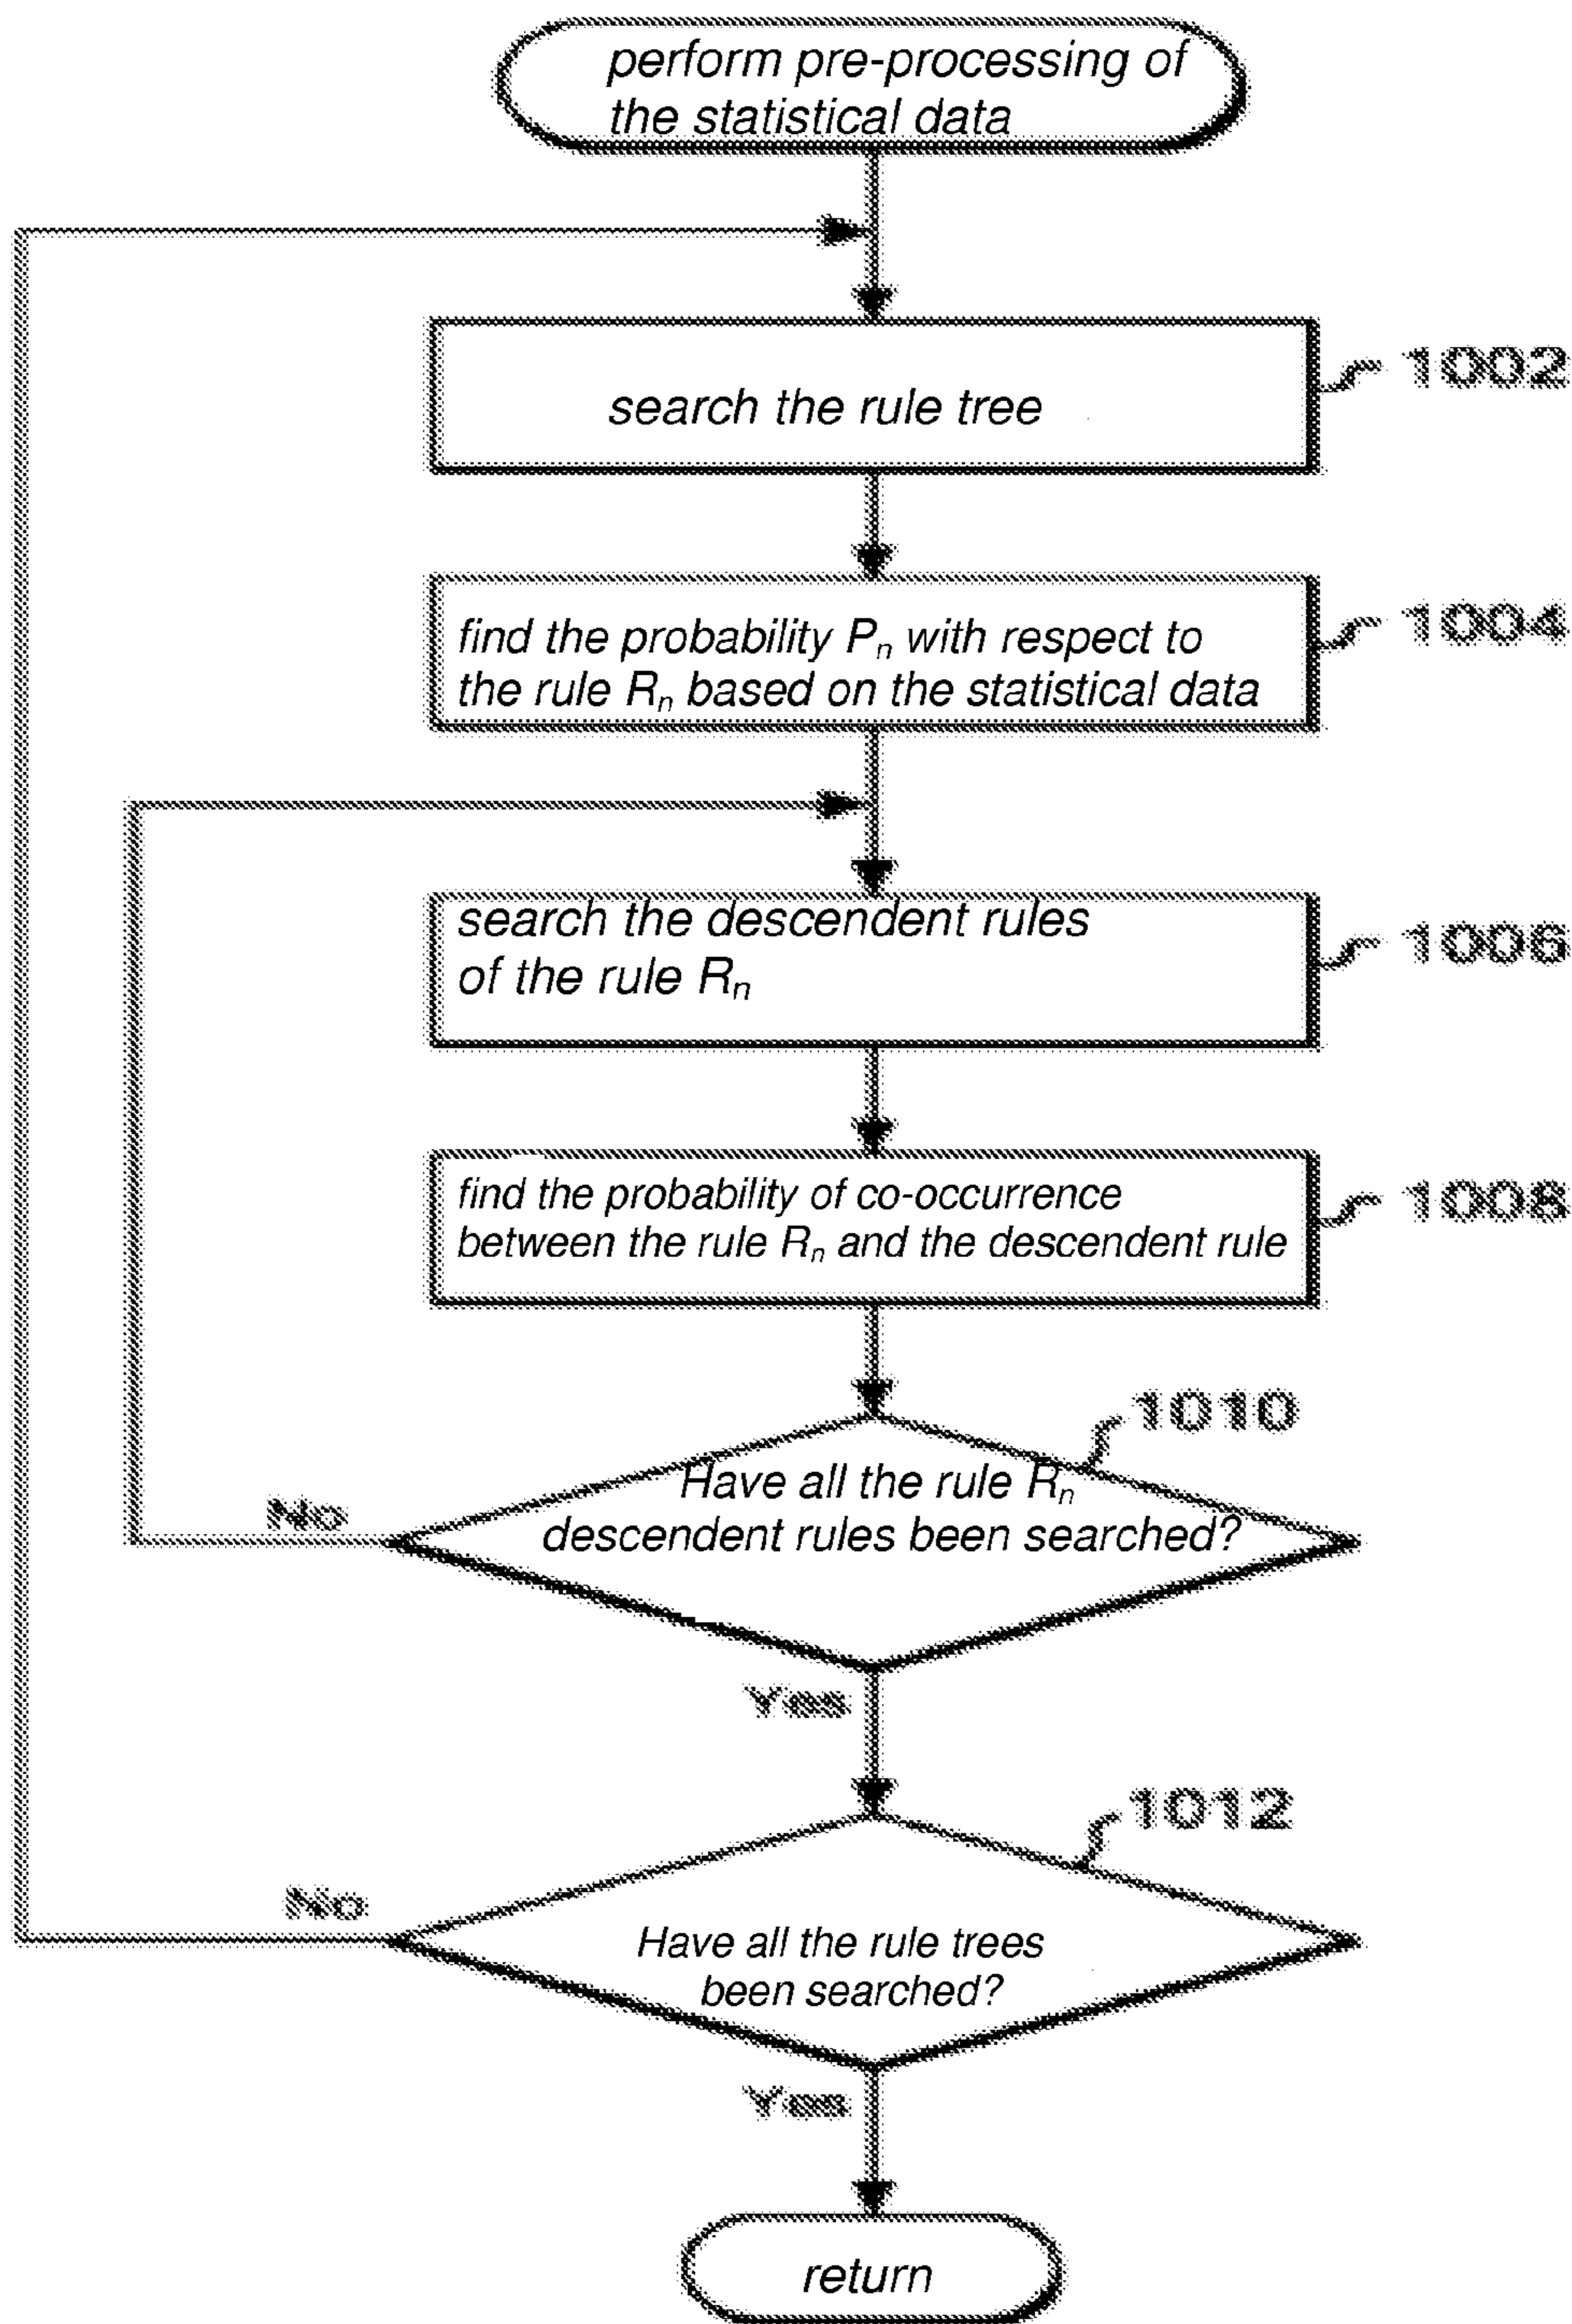 perform pre-processing of
the statistical data
search the rule tree
1002
find the probability Pn with respect to
the rule Rn based on the statistical data
1004
search the descendent rules
of the rule Rn
1006
find the probability of co-occurrence
between the rule Rn and the descendent rule
1008
1010
Have all the rule Rn
descendent rules been searched?
No
Yes
1012
No
Have all the rule trees
been searched?
Yes
return